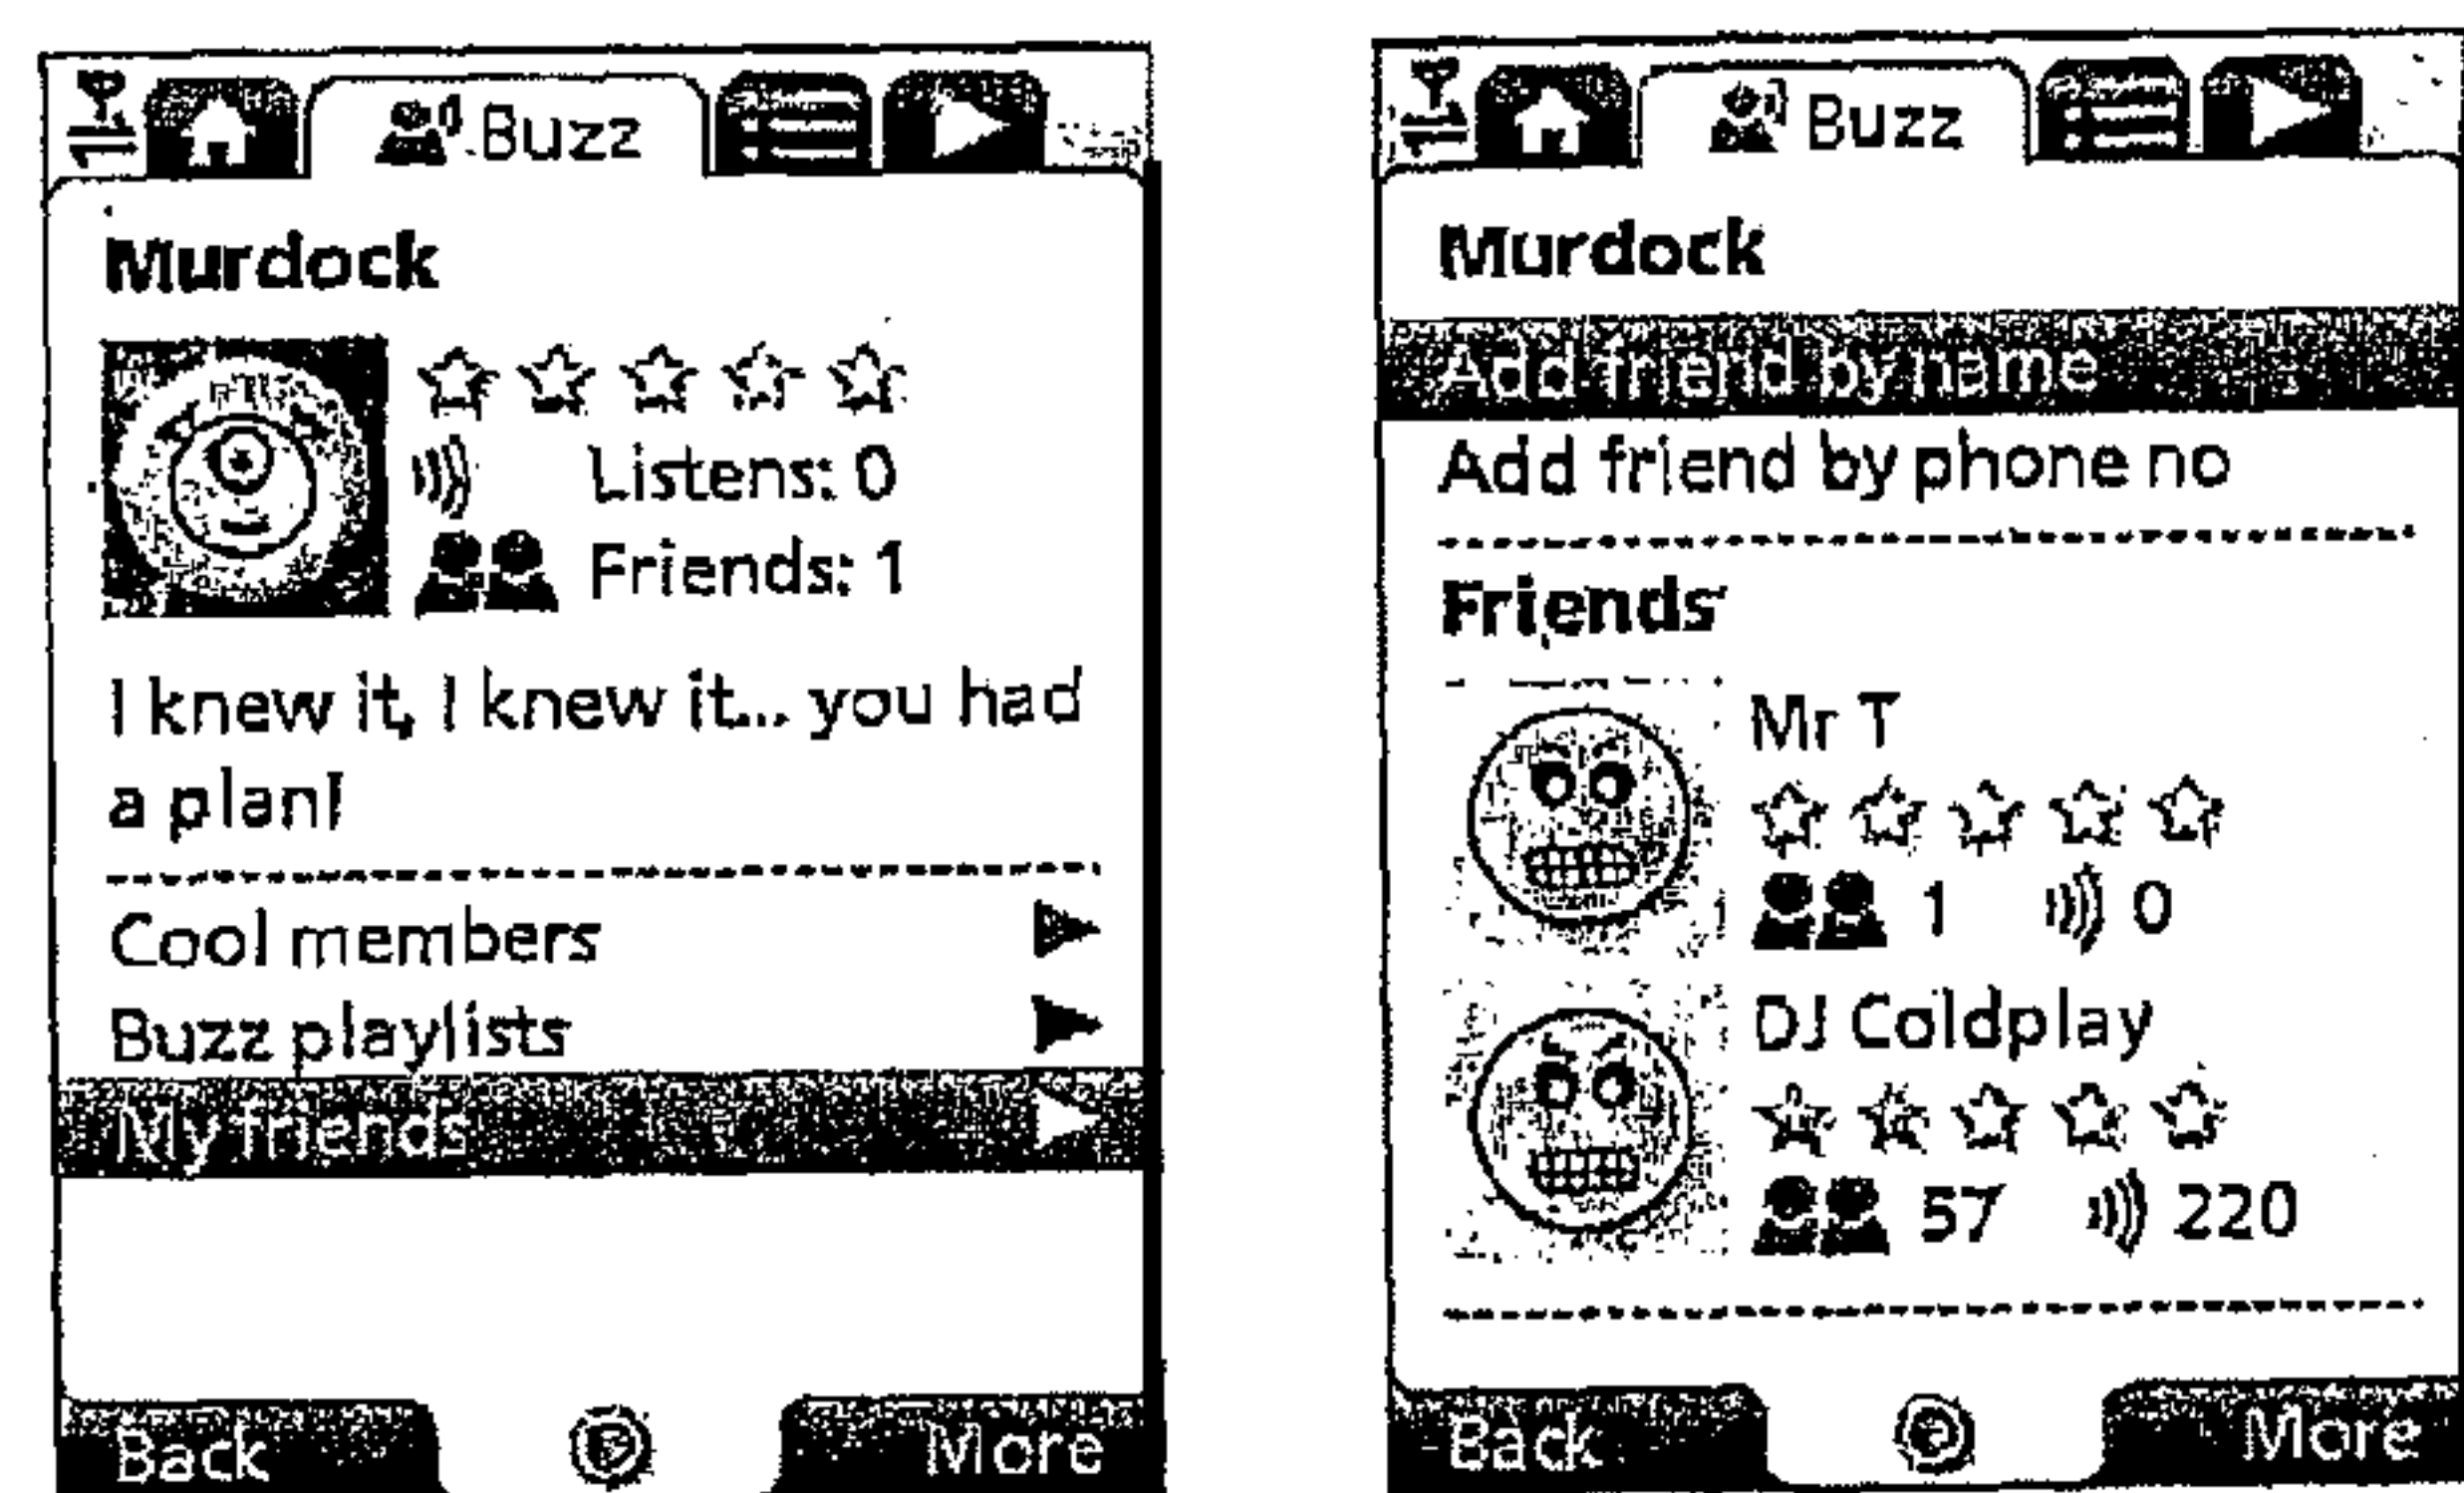 Buzz
Murdock
Listens: 0
Friends: 1
I knew it, I knew it... you had
a plan!
Cool members
Buzz playlists
My friends
Back
More
Buzz
Murdock
Add friend by name
Add friend by phone no
Friends
Mr T
1 0
DJ Coldplay
57 220
Back
More